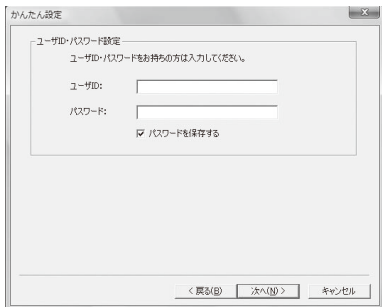 かんたん設定
ユーザID・パスワード設定
ユーザID・パスワードをお持ちの方は入力してください。
ユーザID:
パスワード:
パスワードを保存する
< 戻る(B)
次へ(N) >
キャンセル